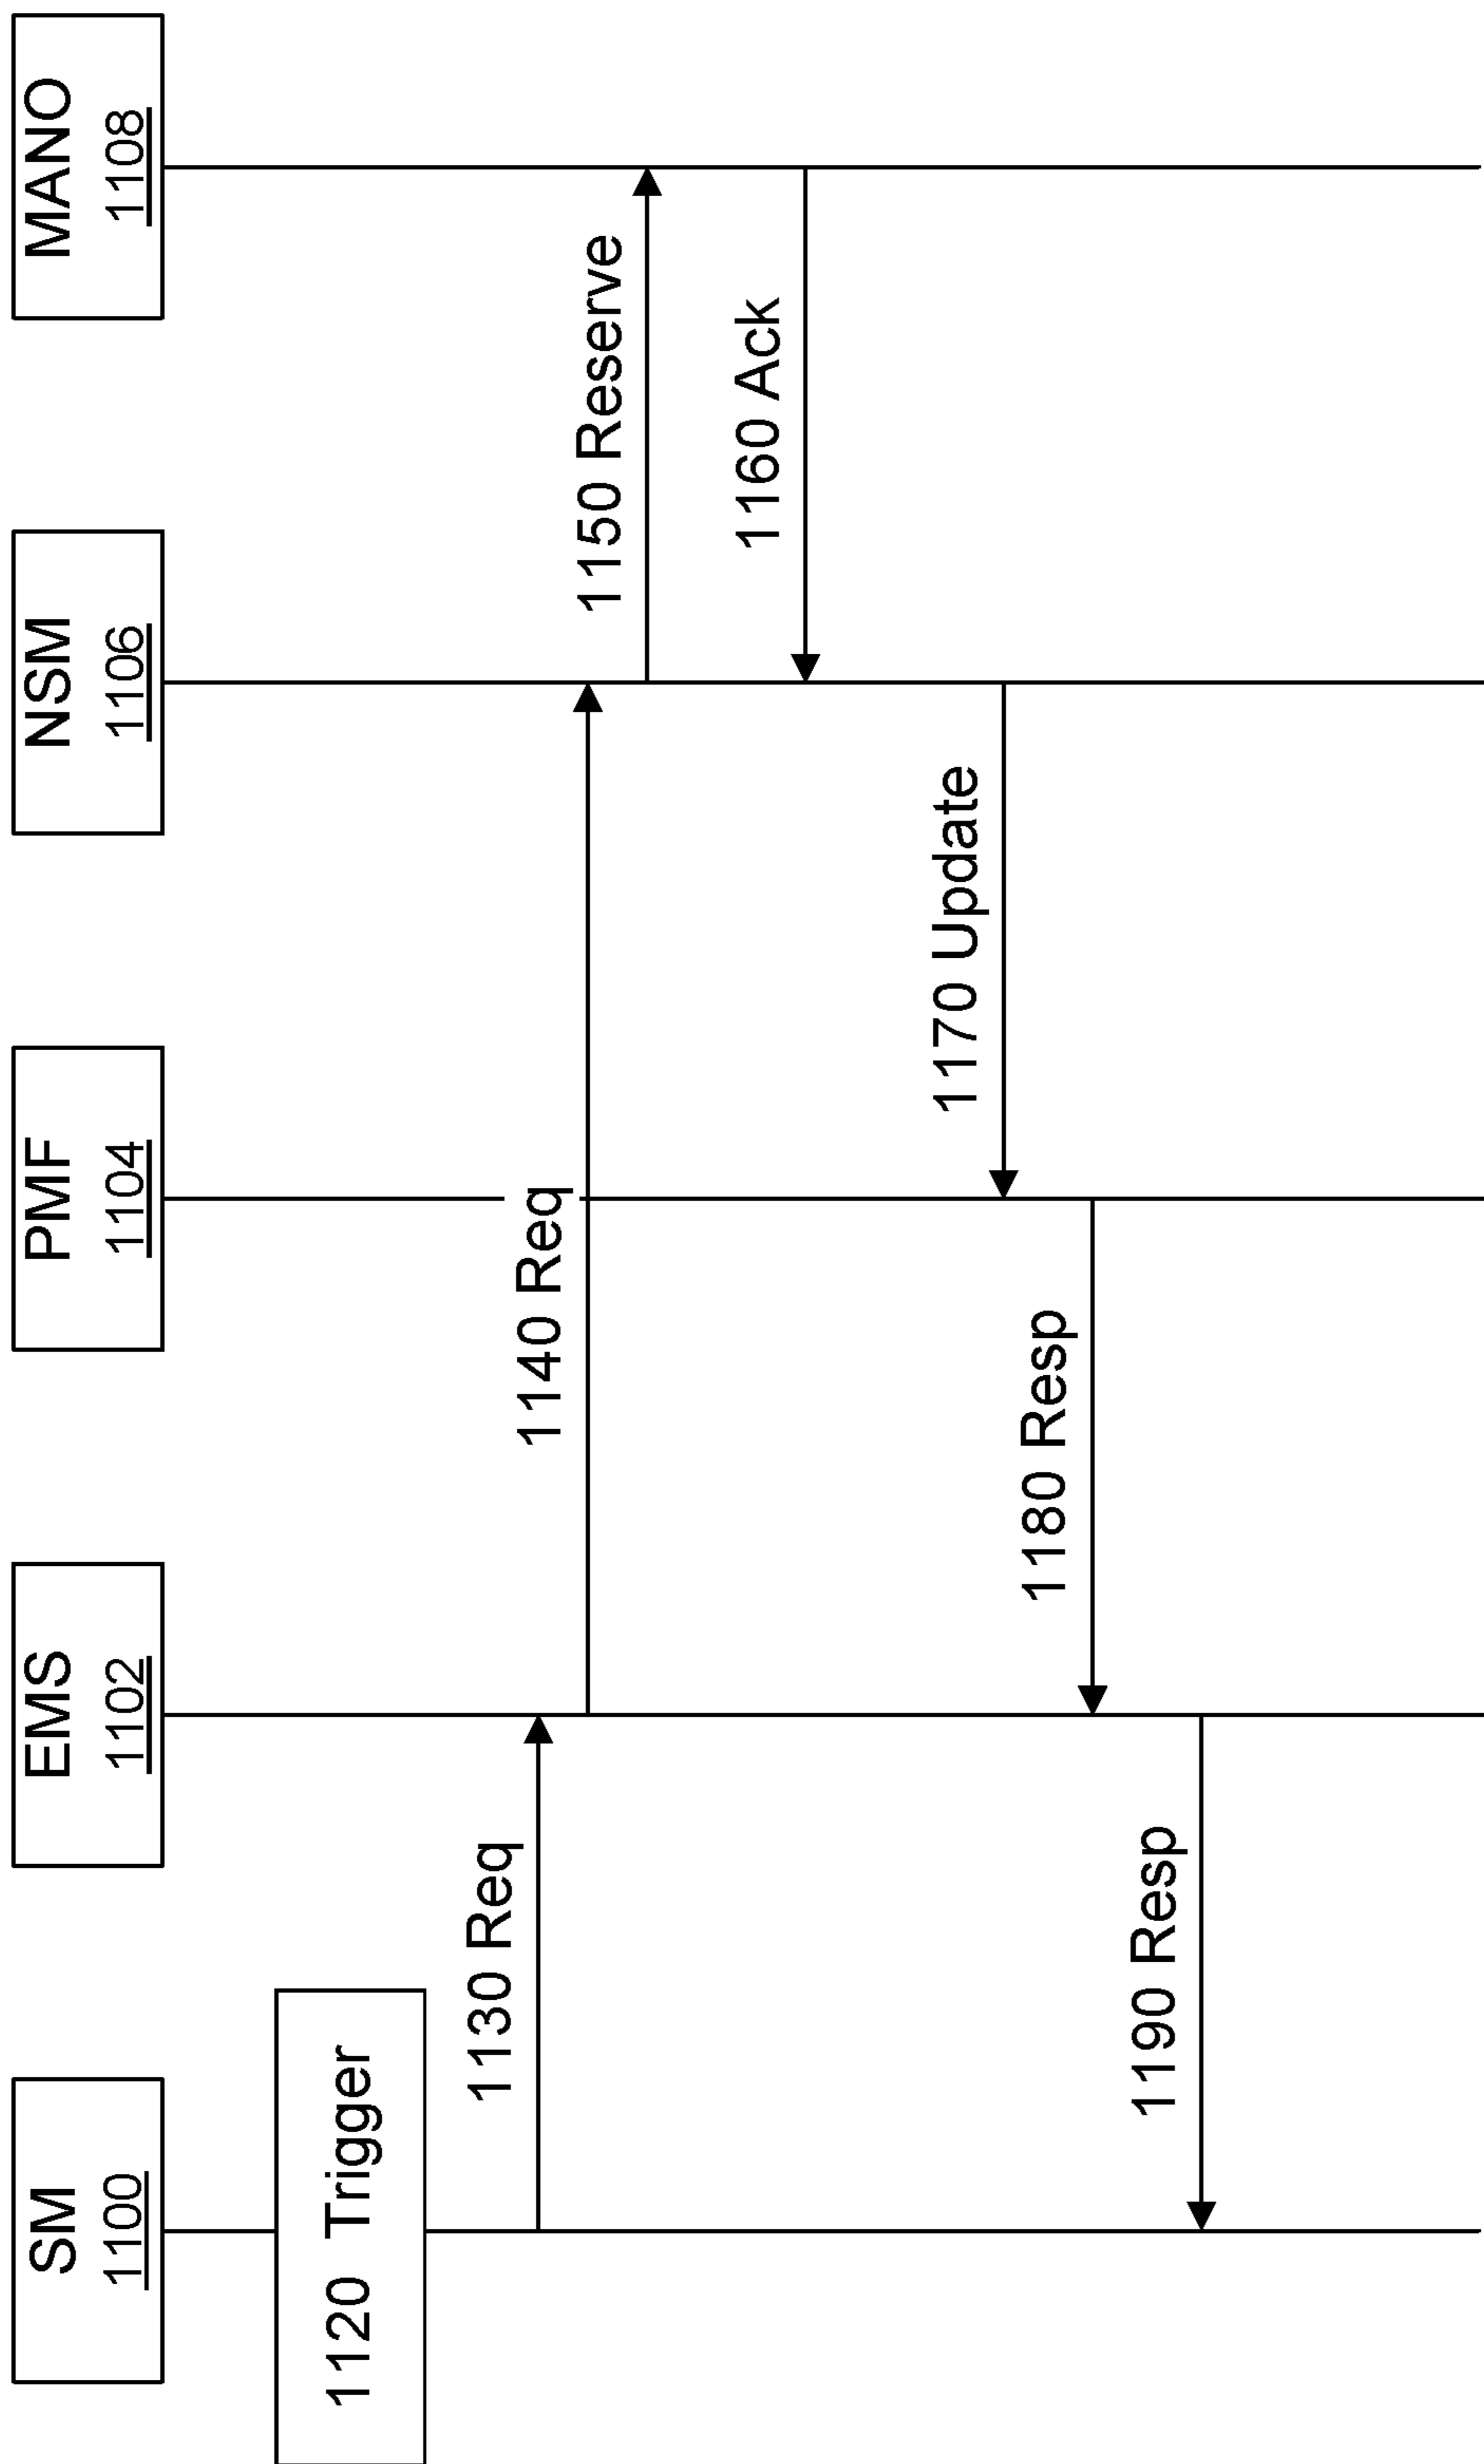 SM
1100
EMS
1102
PMF
1104
NSM
1106
MANO
1108
1120 Trigger
1130 Req
1140 Req
1150 Reserve
1160 Ack
1170 Update
1180 Resp
1190 Resp